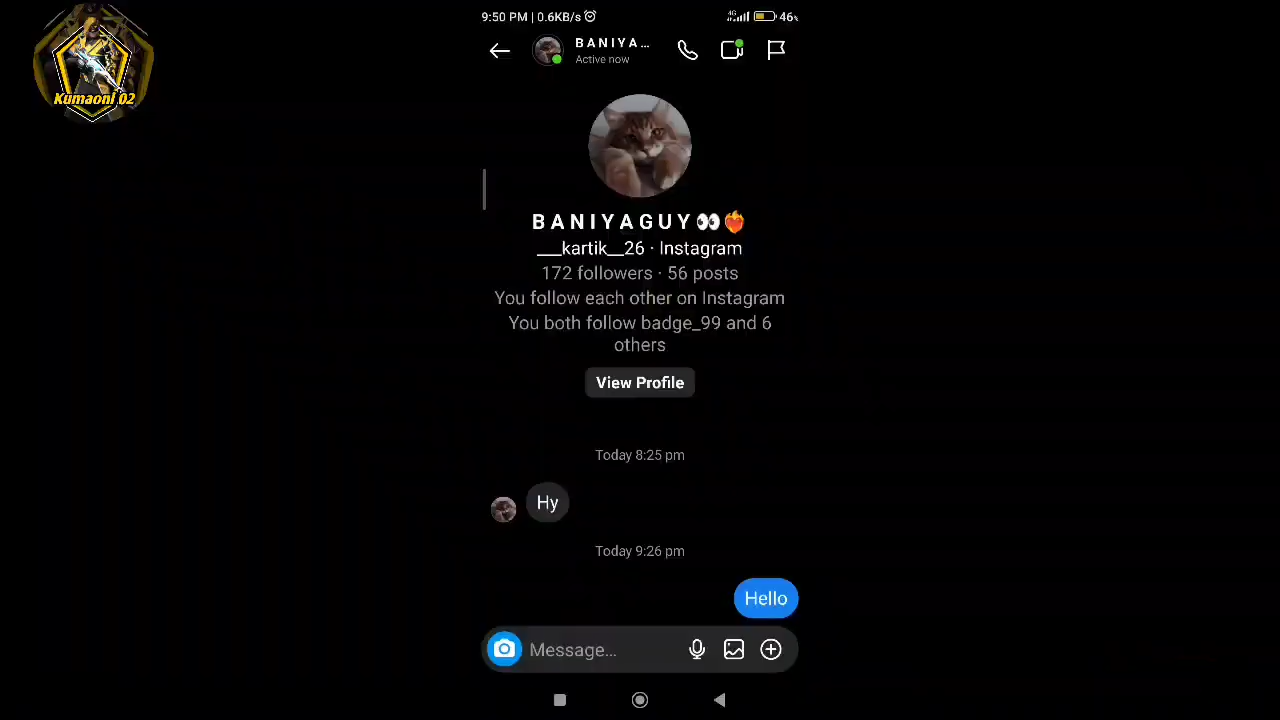 Kumaoni 02
9:50 PM | 0.6KB/s
4G
46%
B A N I Y A...
Active now
B A N I Y A G U Y 👀❤️‍🔥
___kartik__26 · Instagram
172 followers · 56 posts
You follow each other on Instagram
You both follow badge_99 and 6
others
View Profile
Today 8:25 pm
Hy
Today 9:26 pm
Hello
Message...